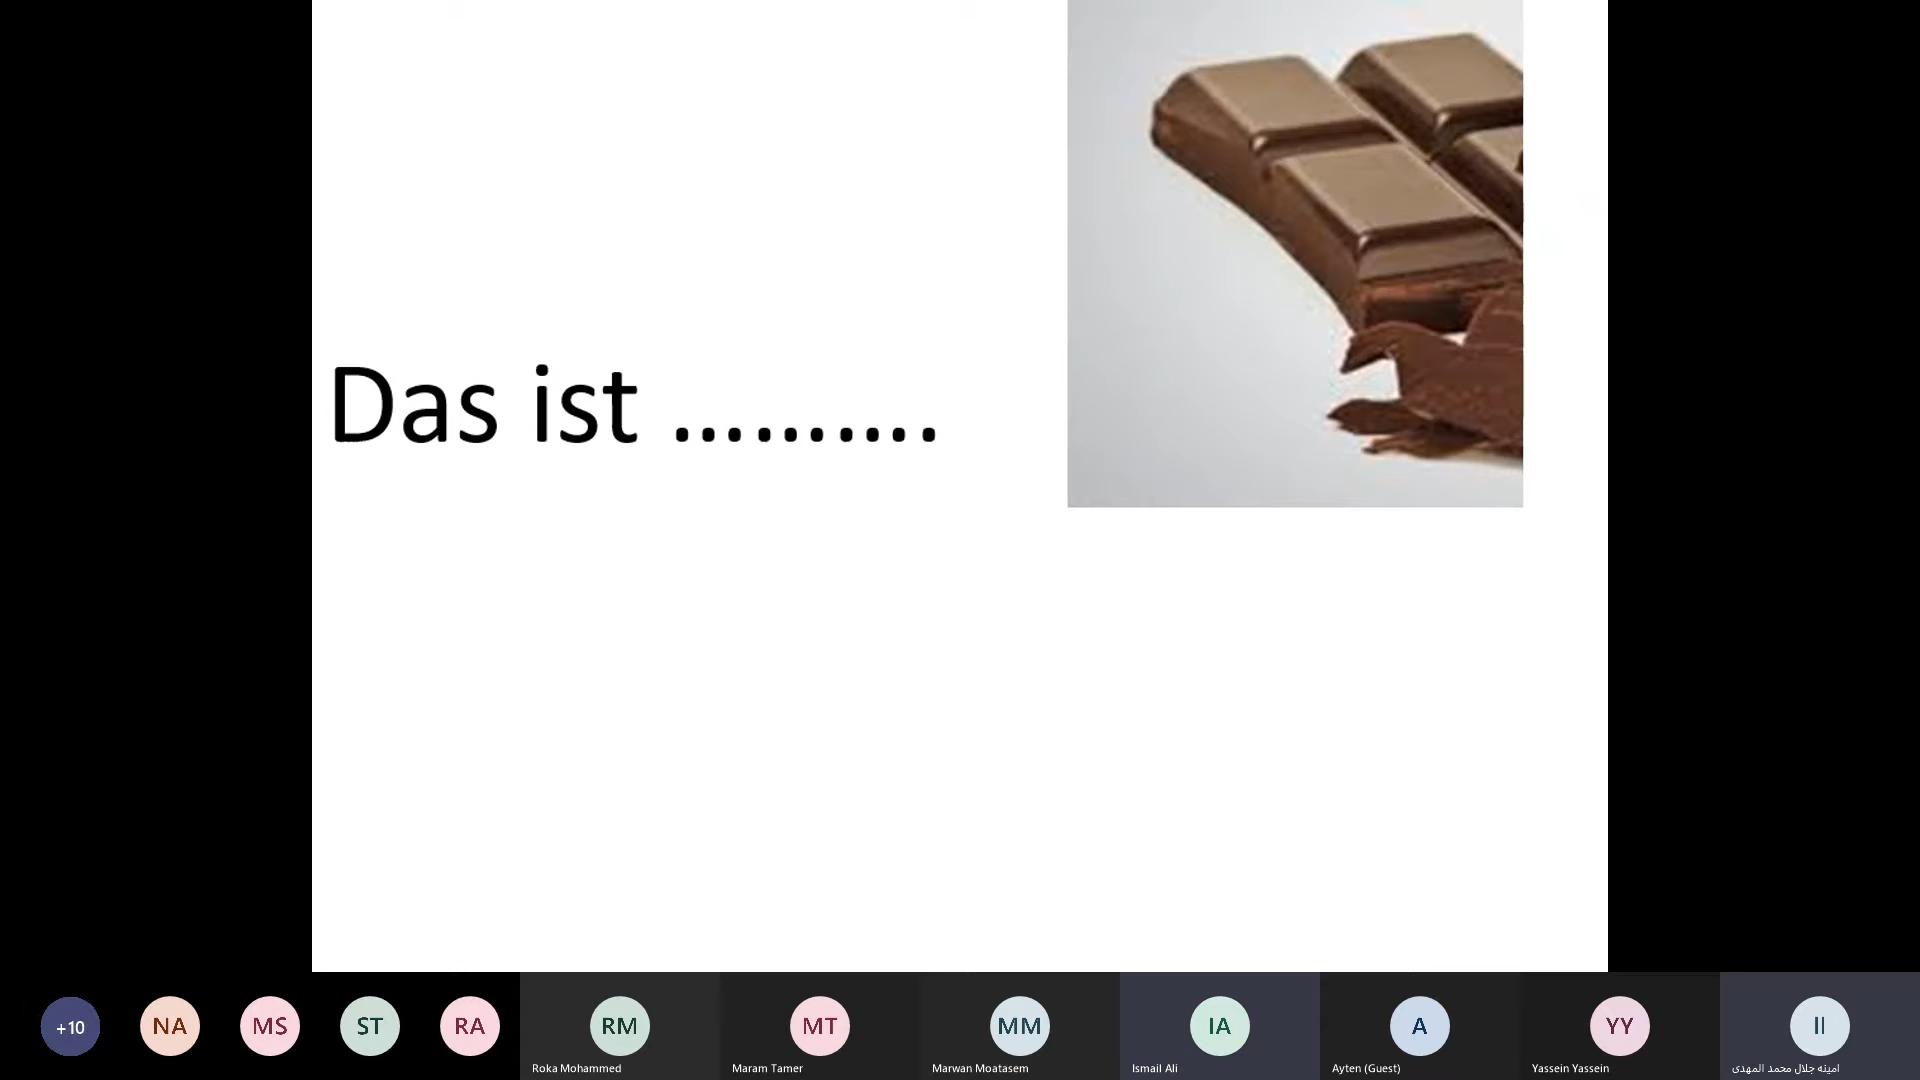 Das ist ..........
+10
NA
MS
ST
RA
RM
MT
MM
IA
A
YY
II
Roka Mohammed
Maram Tamer
Marwan Moatasem
Ismail Ali
Ayten (Guest)
Yassein Yassein
امينه جلال محمد المهدى